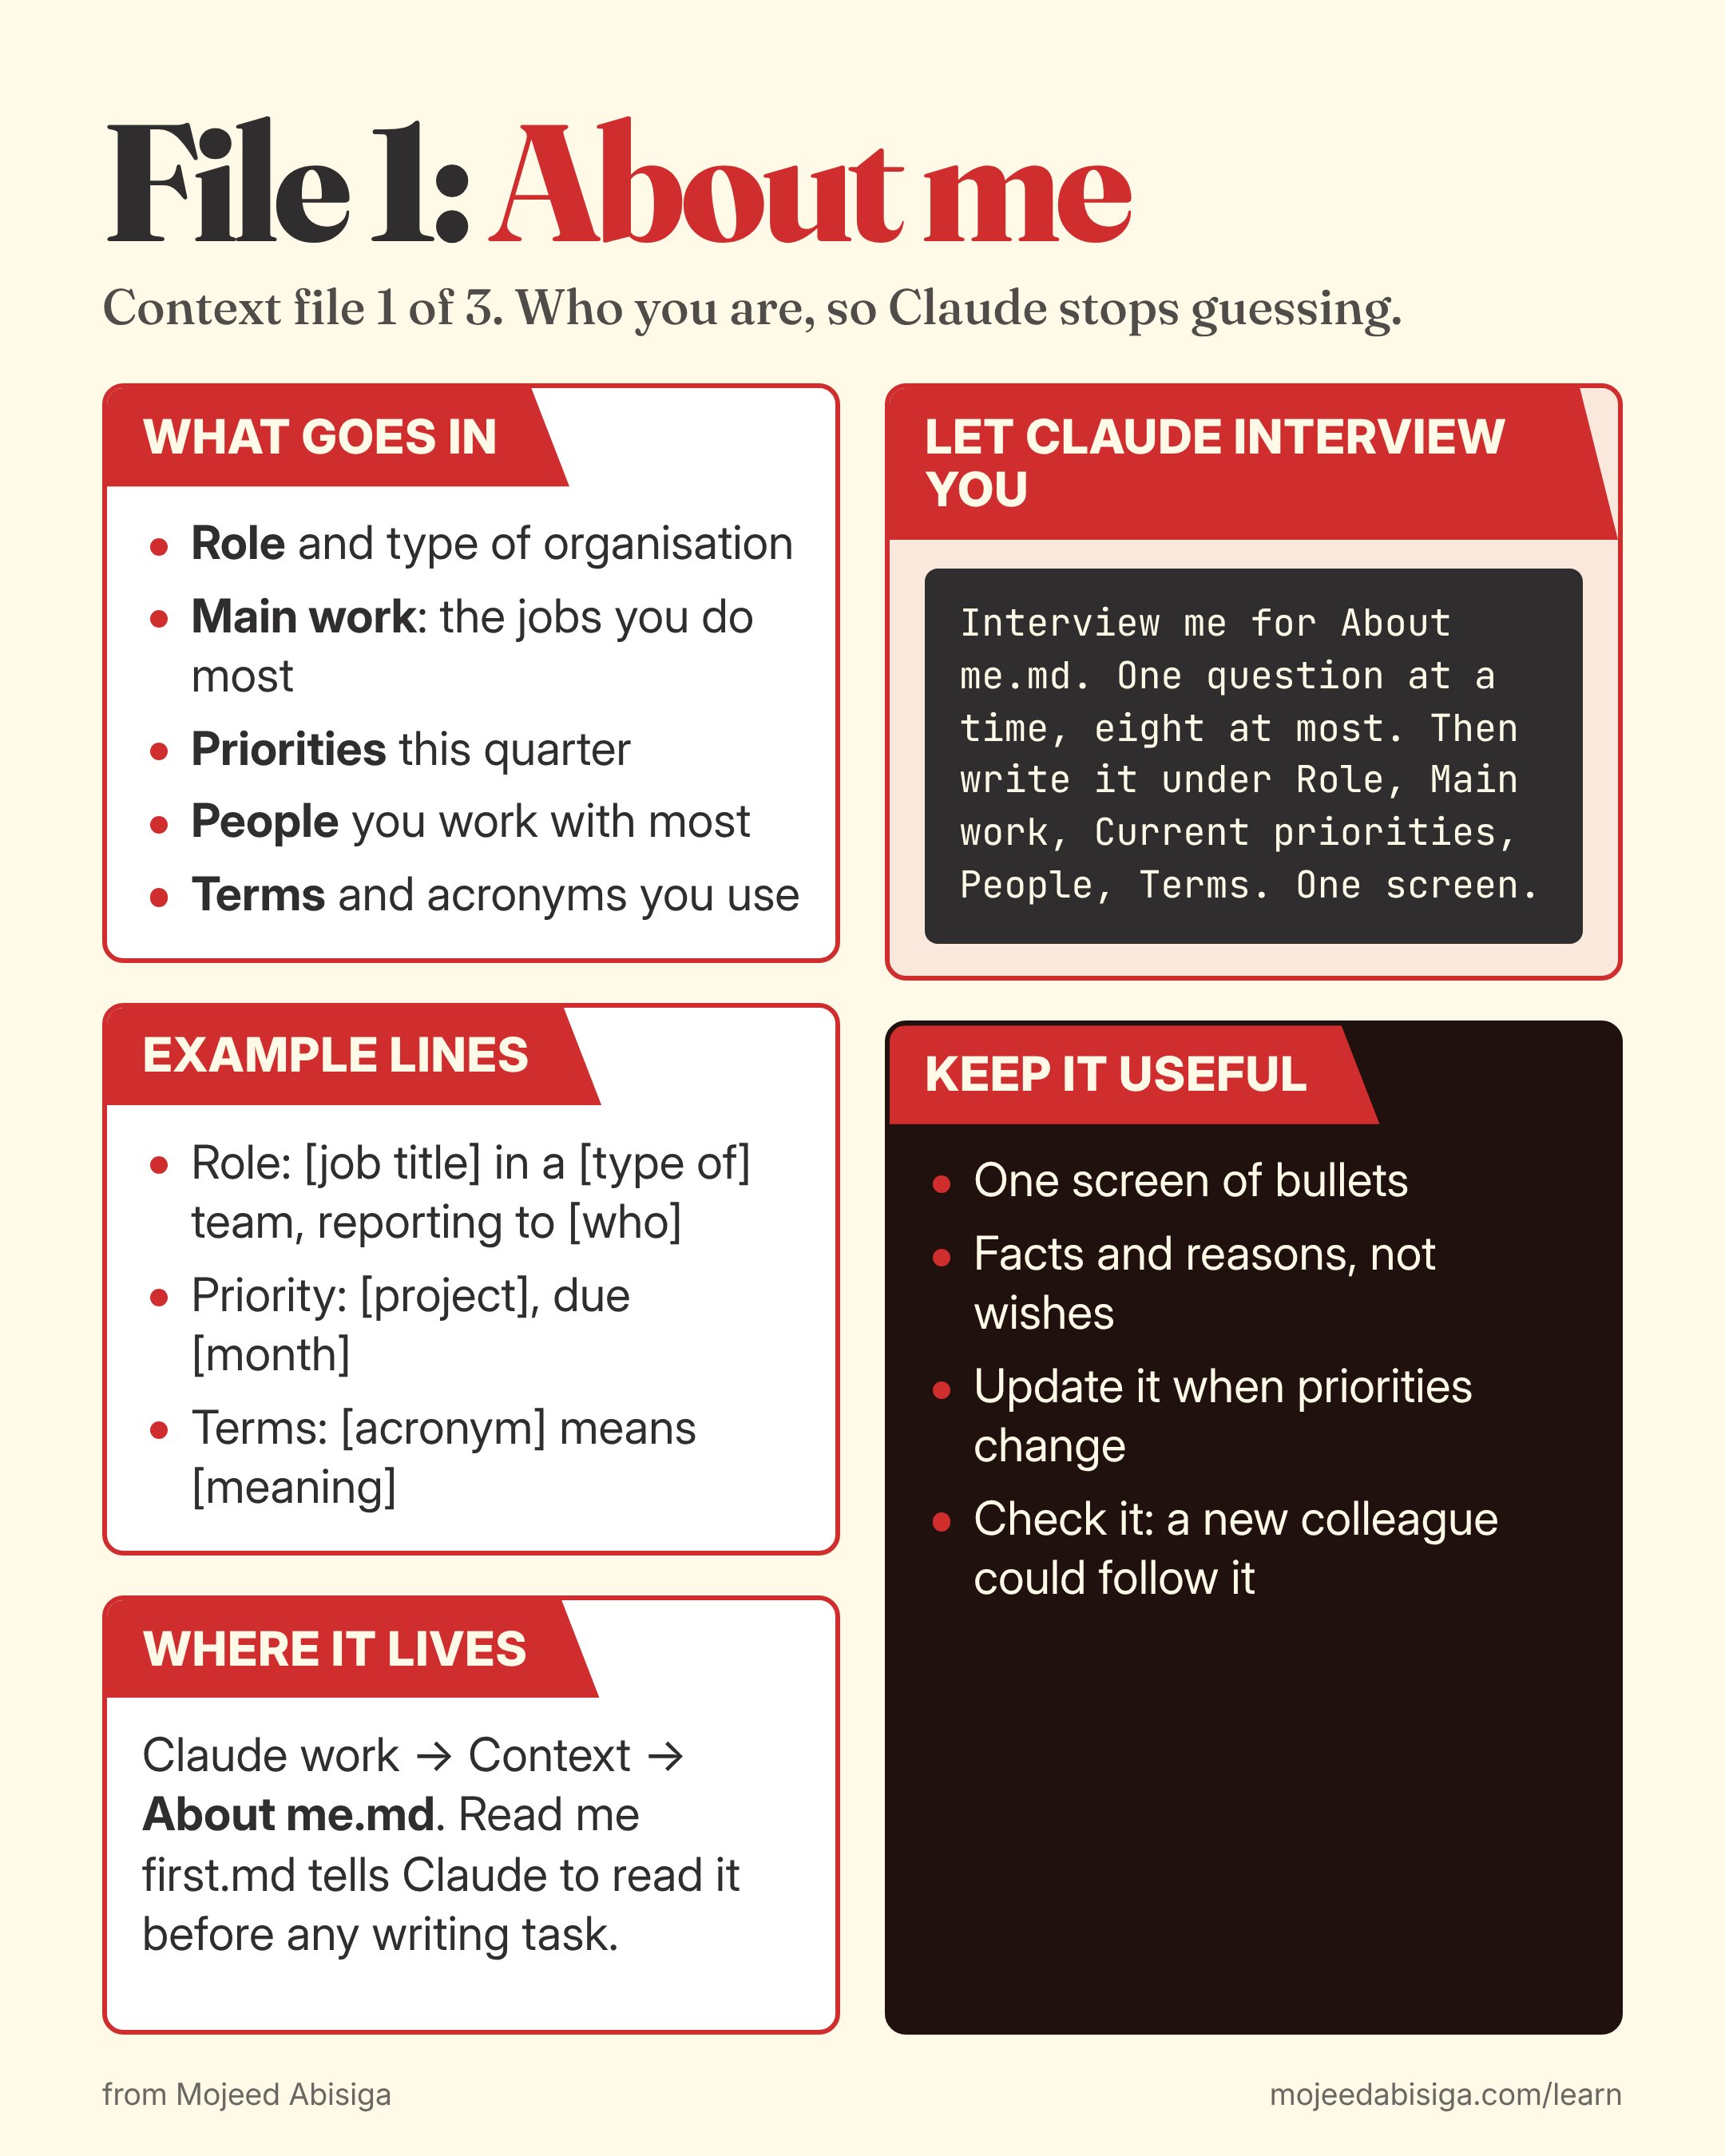 File 1: About me
Context file 1 of 3. Who you are, so Claude stops guessing.
WHAT GOES IN
Role and type of organisation
Main work: the jobs you do
most
Priorities this quarter
People you work with most
Terms and acronyms you use
EXAMPLE LINES
Role: [job title] in a [type of]
team, reporting to [who]
Priority: [project], due
[month]
Terms: [acronym] means
[meaning]
WHERE IT LIVES
Claude work → Context →
About me.md. Read me
first.md tells Claude to read it
before any writing task.
LET CLAUDE INTERVIEW
YOU
Interview me for About
me.md. One question at a
time, eight at most. Then
write it under Role, Main
work, Current priorities,
People, Terms. One screen.
KEEP IT USEFUL
One screen of bullets
Facts and reasons, not
wishes
Update it when priorities
change
Check it: a new colleague
could follow it
from Mojeed Abisiga
mojeedabisiga.com/learn